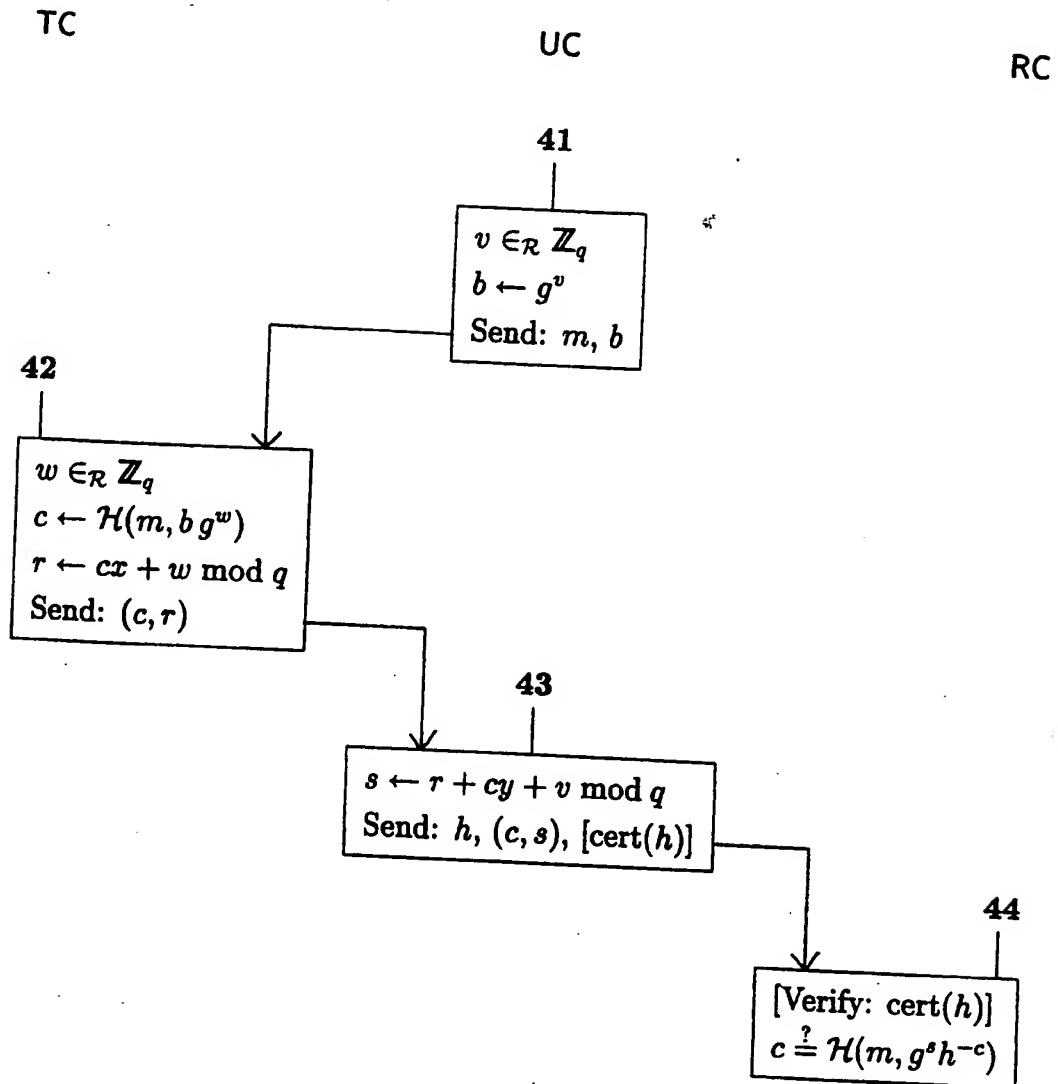 TC
UC
RC
41
v ∈_R ℤ_q
b ← g^v
Send: m, b
42
w ∈_R ℤ_q
c ← H(m, b g^w)
r ← cx + w mod q
Send: (c, r)
43
s ← r + cy + v mod q
Send: h, (c, s), [cert(h)]
44
[Verify: cert(h)]
c ≟ H(m, g^s h^{-c})